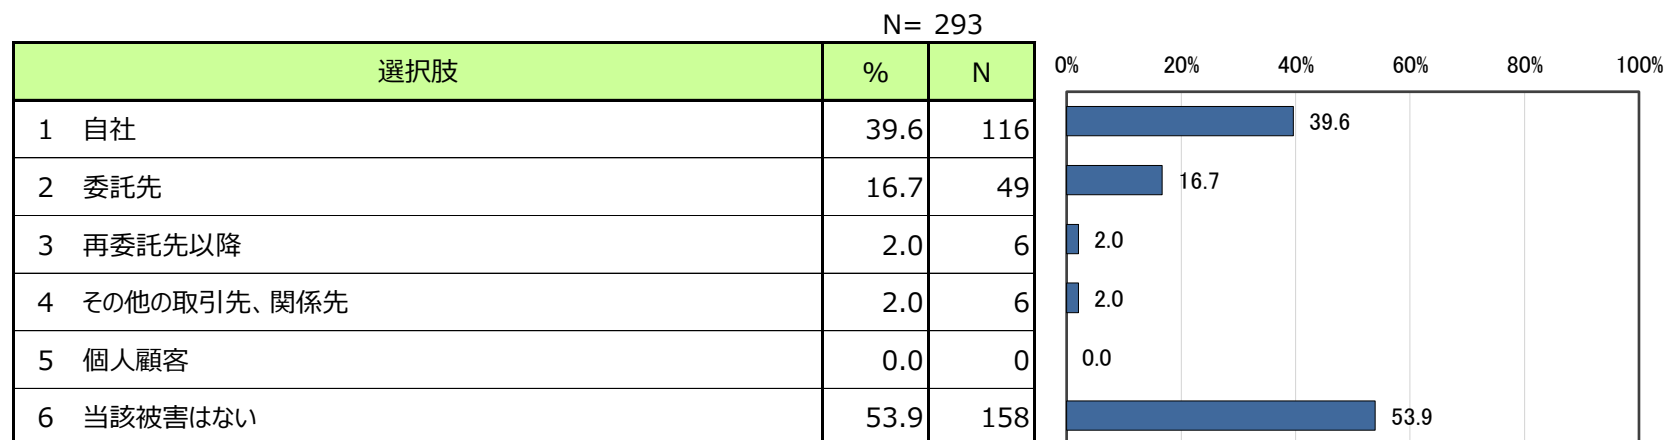 N= 293
選択肢 % N
0% 20% 40% 60% 80% 100%
1 自社 39.6 116
39.6
2 委託先 16.7 49
16.7
3 再委託先以降 2.0 6
2.0
4 その他の取引先、関係先 2.0 6
2.0
5 個人顧客 0.0 0
0.0
6 当該被害はない 53.9 158
53.9